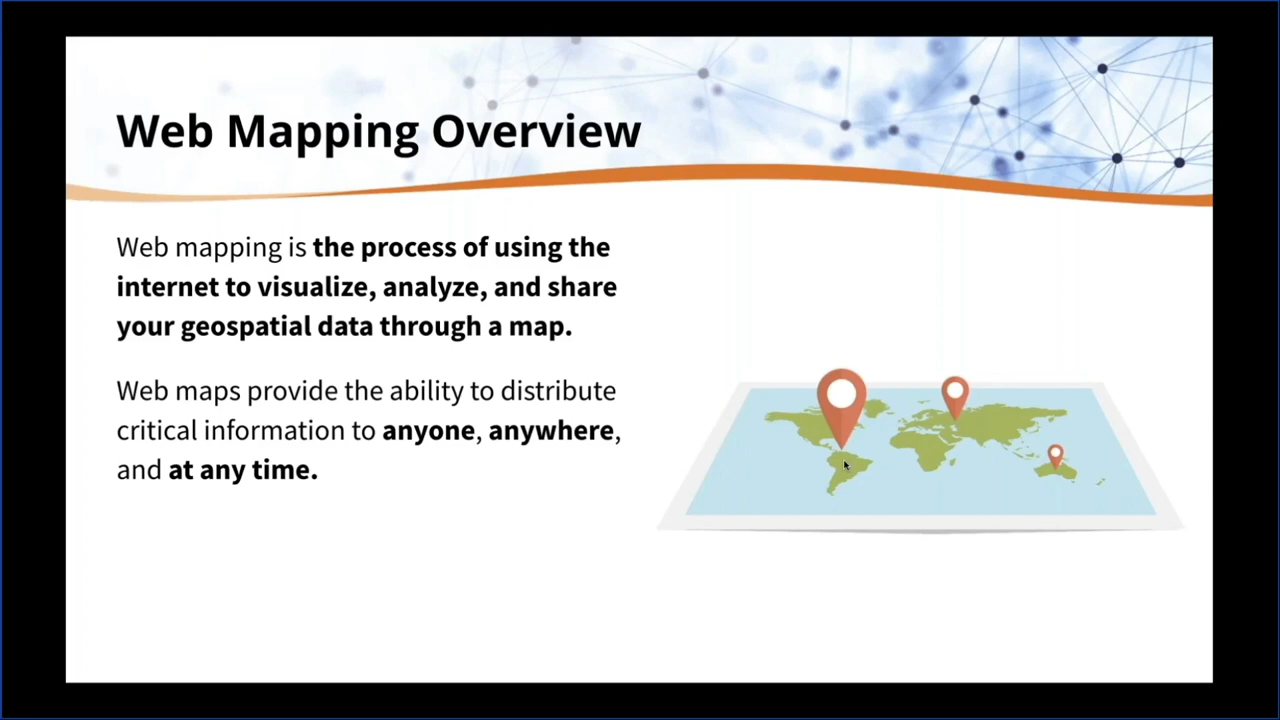 Web Mapping Overview
Web mapping is the process of using the
internet to visualize, analyze, and share
your geospatial data through a map.
Web maps provide the ability to distribute
critical information to anyone, anywhere,
and at any time.